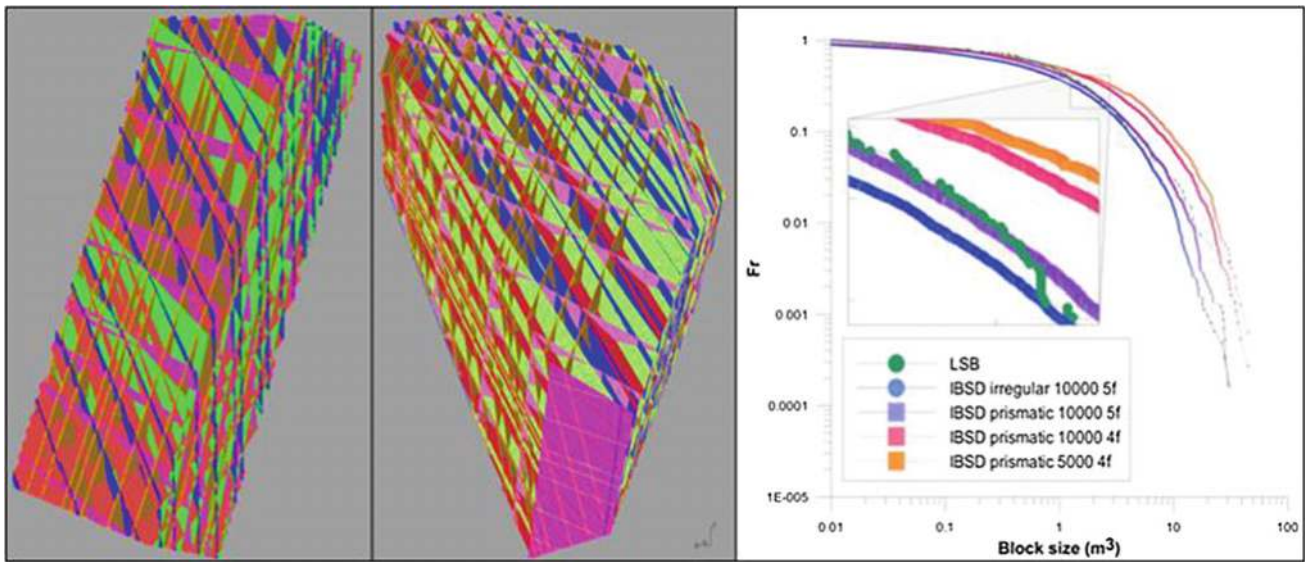 1
0.1
0.01
0.001
0.0001
1E-005
Fr
LSB
IBSD irregular 10000 5f
IBSD prismatic 10000 5f
IBSD prismatic 10000 4f
IBSD prismatic 5000 4f
0.01
0.1
1
10
100
Block size (m³)